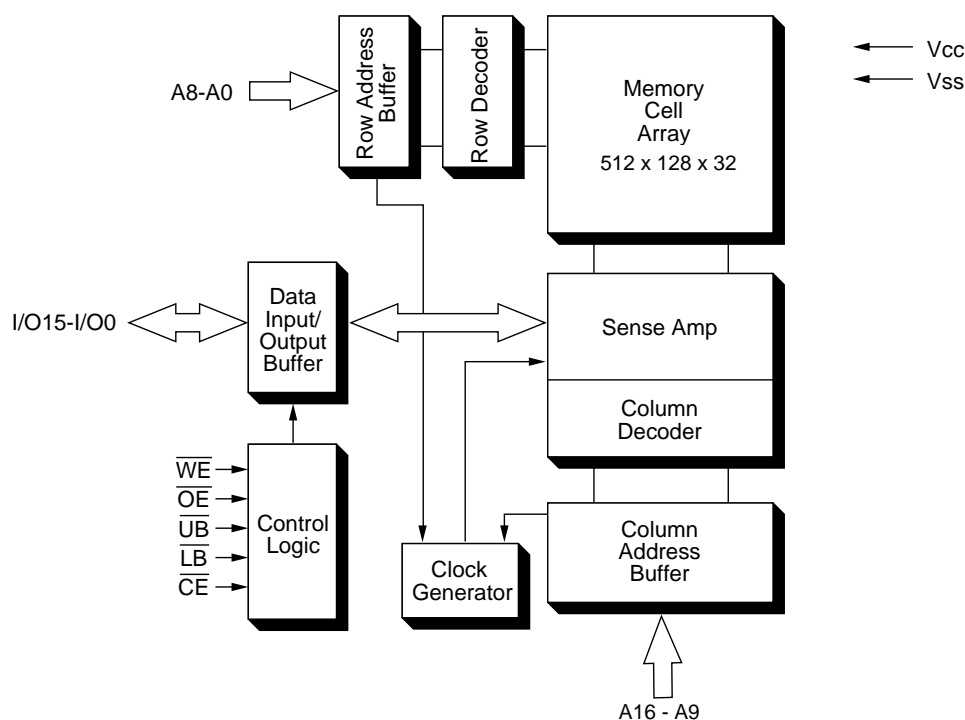 A8-A0
Row Address
Buffer
Row Decoder
Memory
Cell
Array
512 x 128 x 32
Vcc
Vss
I/O15-I/O0
Data
Input/
Output
Buffer
Sense Amp
Column
Decoder
WE
OE
UB
LB
CE
Control
Logic
Clock
Generator
Column
Address
Buffer
A16 - A9